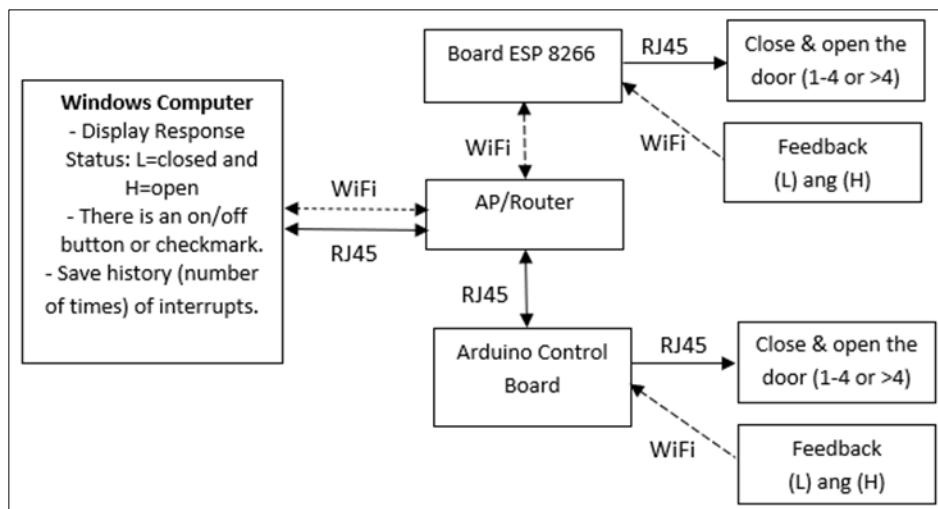 Windows Computer
- Display Response
Status: L=closed and
H=open
- There is an on/off
button or checkmark.
- Save history (number
of times) of interrupts.
WiFi
RJ45
Board ESP 8266
RJ45
Close & open the
door (1-4 or >4)
WiFi
WiFi
Feedback
(L) ang (H)
AP/Router
RJ45
Arduino Control
Board
RJ45
Close & open the
door (1-4 or >4)
WiFi
Feedback
(L) ang (H)